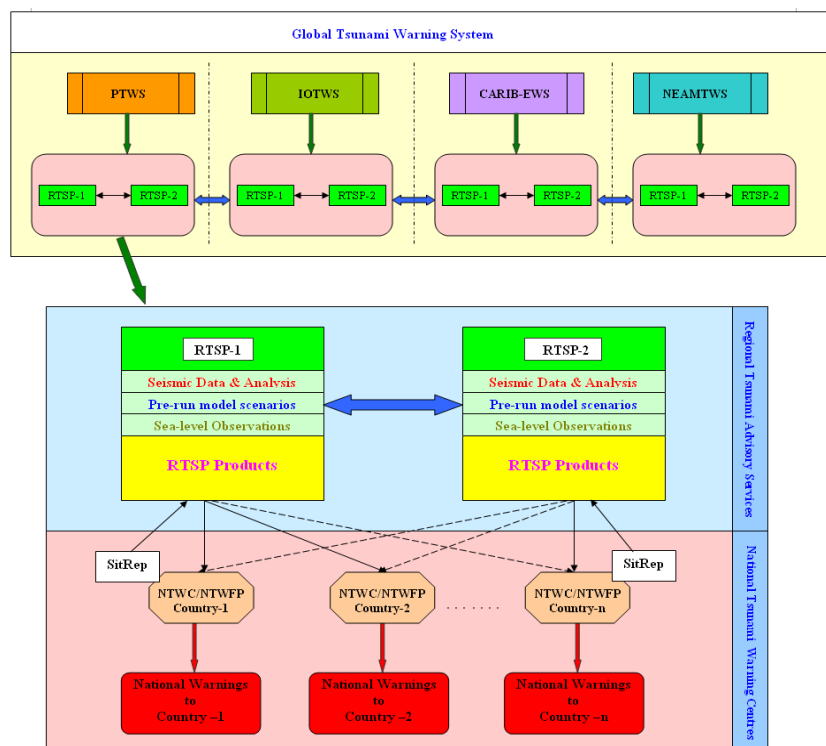 Global Tsunami Warning System
PTWS
IOTWS
CARIB-EWS
NEAMTWS
RTSP-1
RTSP-2
RTSP-1
RTSP-2
RTSP-1
RTSP-2
RTSP-1
RTSP-2
RTSP-1
Seismic Data & Analysis
Pre-run model scenarios
Sea-level Observations
RTSP Products
RTSP-2
Seismic Data & Analysis
Pre-run model scenarios
Sea-level Observations
RTSP Products
Regional Tsunami Advisory Services
SitRep
SitRep
NTWC/NTWFP
Country-1
NTWC/NTWFP
Country-2
. . . . . . .
NTWC/NTWFP
Country-n
National Warnings
to
Country –1
National Warnings
to
Country –2
National Warnings
to
Country –n
National Tsunami Warning Centres